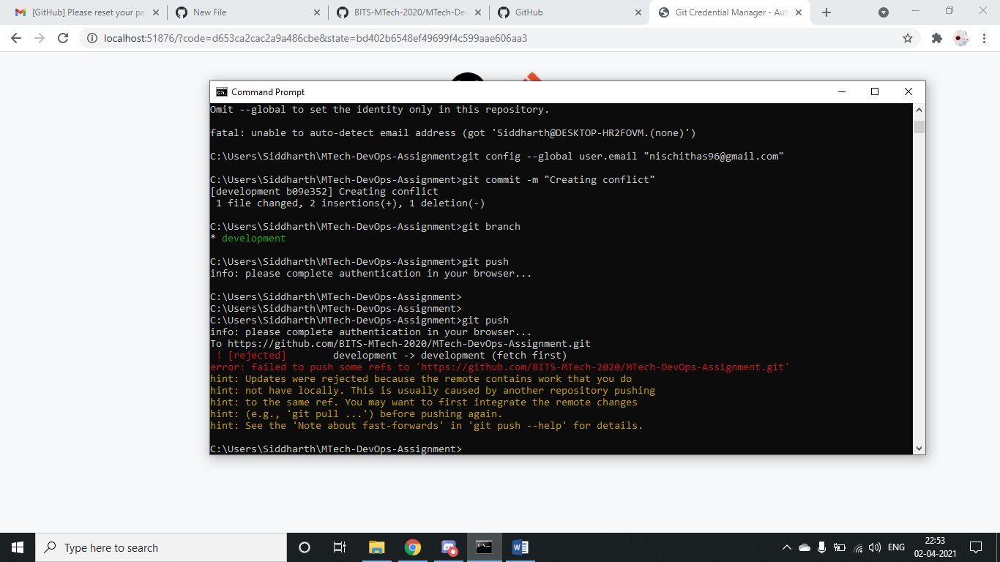 [GitHub] Please reset your pa
New File
BITS-MTech-2020/MTech-Dev
GitHub
Git Credential Manager - Aut
localhost:51876/?code=d653ca2cac2a9a486cbe&state=bd402b6548ef49699f4c599aae606aa3
Command Prompt
Omit --global to set the identity only in this repository.
fatal: unable to auto-detect email address (got 'Siddharth@DESKTOP-HR2FOVM.(none)')
C:\Users\Siddharth\MTech-DevOps-Assignment>git config --global user.email "nischithas96@gmail.com"
C:\Users\Siddharth\MTech-DevOps-Assignment>git commit -m "Creating conflict"
[development b09e352] Creating conflict
 1 file changed, 2 insertions(+), 1 deletion(-)
C:\Users\Siddharth\MTech-DevOps-Assignment>git branch
* development
C:\Users\Siddharth\MTech-DevOps-Assignment>git push
info: please complete authentication in your browser...
C:\Users\Siddharth\MTech-DevOps-Assignment>
C:\Users\Siddharth\MTech-DevOps-Assignment>
C:\Users\Siddharth\MTech-DevOps-Assignment>git push
info: please complete authentication in your browser...
To https://github.com/BITS-MTech-2020/MTech-DevOps-Assignment.git
 ! [rejected]        development -> development (fetch first)
error: failed to push some refs to 'https://github.com/BITS-MTech-2020/MTech-DevOps-Assignment.git'
hint: Updates were rejected because the remote contains work that you do
hint: not have locally. This is usually caused by another repository pushing
hint: to the same ref. You may want to first integrate the remote changes
hint: (e.g., 'git pull ...') before pushing again.
hint: See the 'Note about fast-forwards' in 'git push --help' for details.
C:\Users\Siddharth\MTech-DevOps-Assignment>
Type here to search
ENG
22:53
02-04-2021